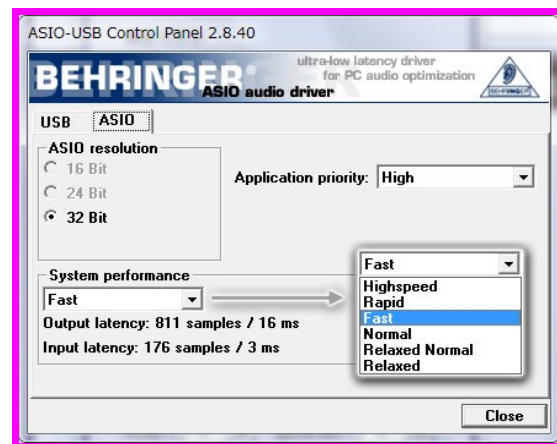 ASIO-USB Control Panel 2.8.40
BEHRINGER
ultra-low latency driver
for PC audio optimization
ASIO audio driver
BEHRINGER
USB ASIO
ASIO resolution
16 Bit
24 Bit
32 Bit
Application priority: High
System performance
Fast
Output latency: 811 samples / 16 ms
Input latency: 176 samples / 3 ms
Fast
Highspeed
Rapid
Fast
Normal
Relaxed Normal
Relaxed
Close